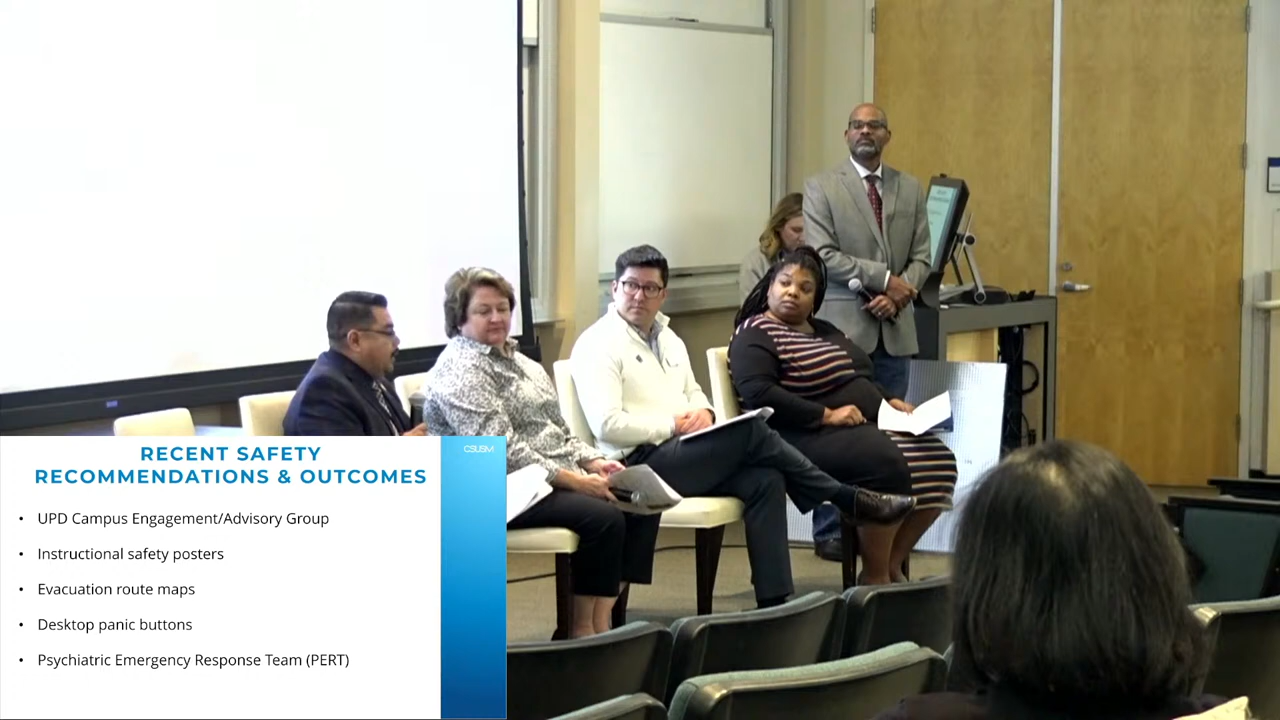 RECENT SAFETY
RECOMMENDATIONS & OUTCOMES
CSUSM
• UPD Campus Engagement/Advisory Group
• Instructional safety posters
• Evacuation route maps
• Desktop panic buttons
• Psychiatric Emergency Response Team (PERT)